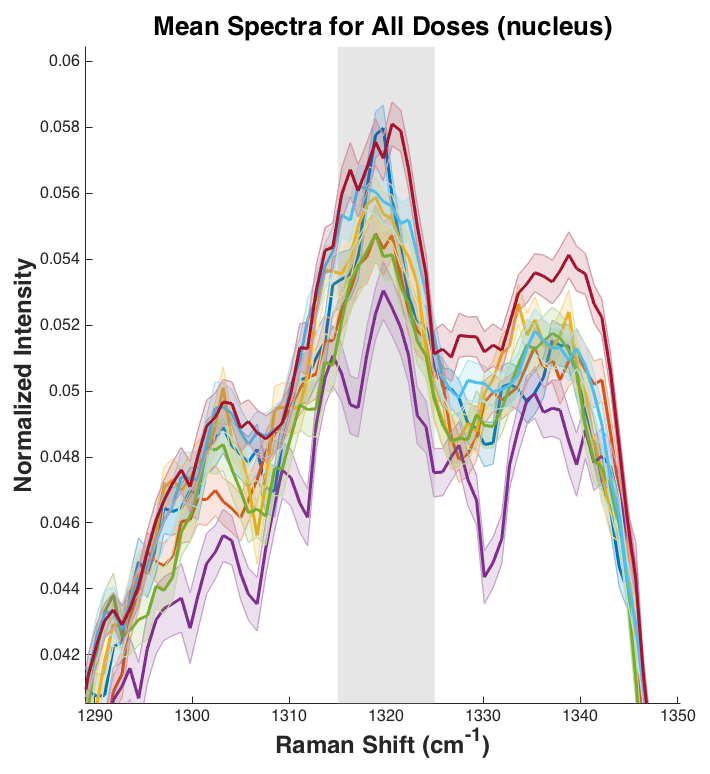 Mean Spectra for All Doses (nucleus)
0.06
0.058
0.056
0.054
0.052
0.05
0.048
0.046
0.044
0.042
Normalized Intensity
1290 1300 1310 1320 1330 1340 1350
Raman Shift (cm-1)